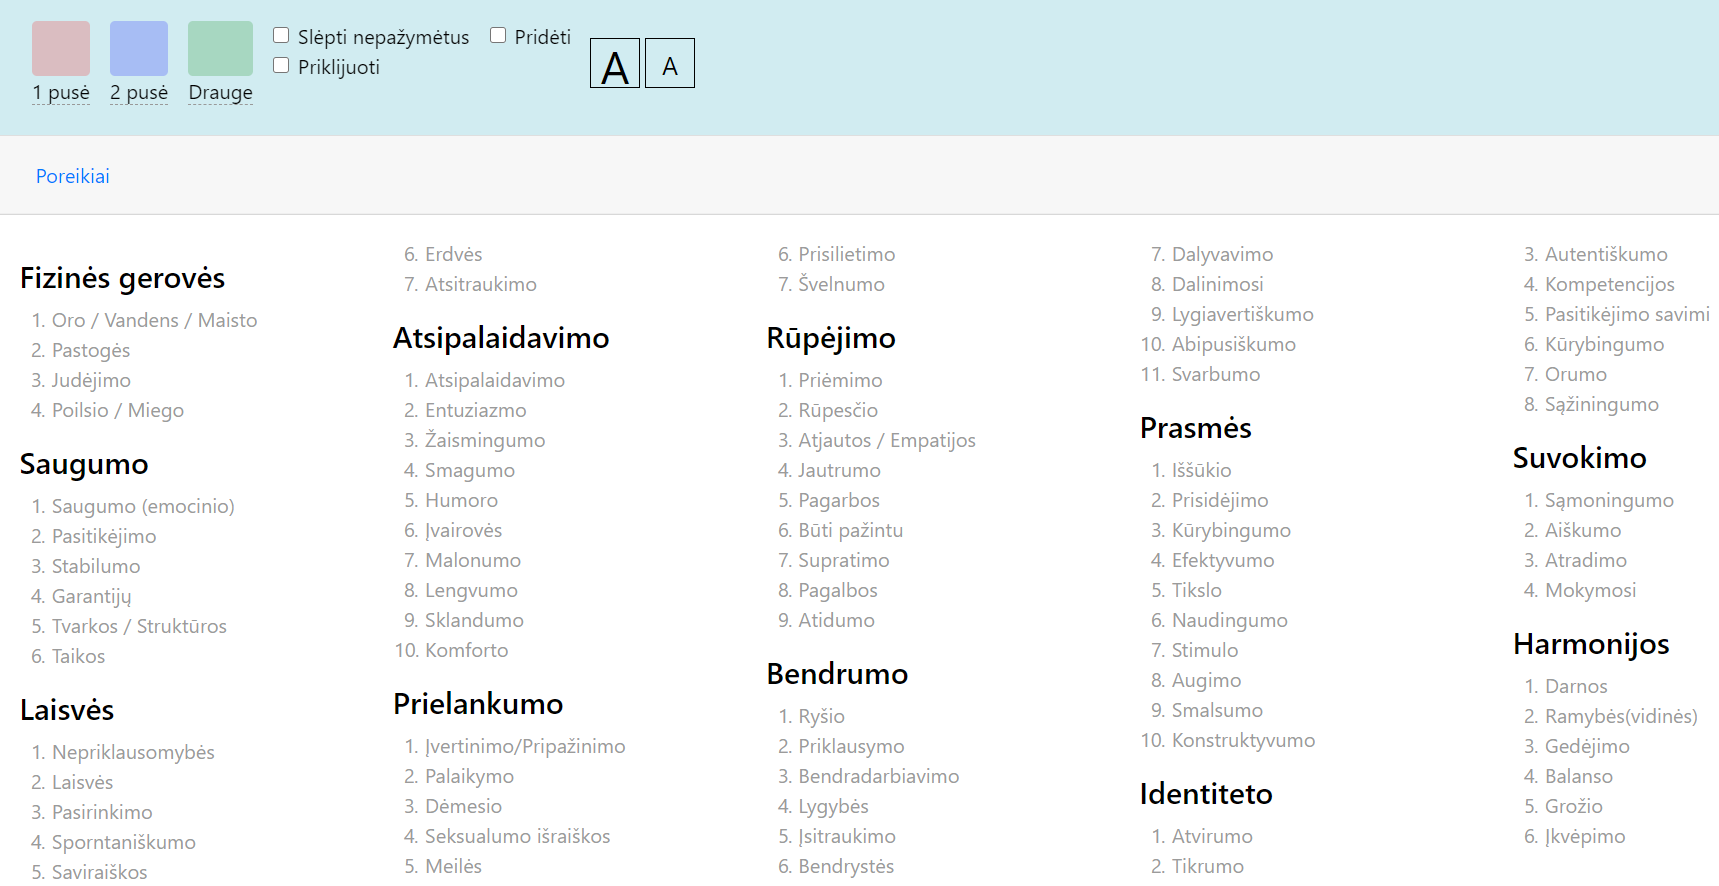 1 pusė
2 pusė
Drauge
Slėpti nepažymėtus
Pridėti
Priklijuoti
A
A
Poreikiai
Fizinės gerovės
1. Oro / Vandens / Maisto
2. Pastogės
3. Judėjimo
4. Poilsio / Miego
Saugumo
1. Saugumo (emocinio)
2. Pasitikėjimo
3. Stabilumo
4. Garantijų
5. Tvarkos / Struktūros
6. Taikos
Laisvės
1. Nepriklausomybės
2. Laisvės
3. Pasirinkimo
4. Sporntaniškumo
5. Saviraiškos
6. Erdvės
7. Atsitraukimo
Atsipalaidavimo
1. Atsipalaidavimo
2. Entuziazmo
3. Žaismingumo
4. Smagumo
5. Humoro
6. Įvairovės
7. Malonumo
8. Lengvumo
9. Sklandumo
10. Komforto
Prielankumo
1. Įvertinimo/Pripažinimo
2. Palaikymo
3. Dėmesio
4. Seksualumo išraiškos
5. Meilės
6. Prisilietimo
7. Švelnumo
Rūpėjimo
1. Priėmimo
2. Rūpesčio
3. Atjautos / Empatijos
4. Jautrumo
5. Pagarbos
6. Būti pažintu
7. Supratimo
8. Pagalbos
9. Atidumo
Bendrumo
1. Ryšio
2. Priklausymo
3. Bendradarbiavimo
4. Lygybės
5. Įsitraukimo
6. Bendrystės
7. Dalyvavimo
8. Dalinimosi
9. Lygiavertiškumo
10. Abipusiškumo
11. Svarbumo
Prasmės
1. Iššūkio
2. Prisidėjimo
3. Kūrybingumo
4. Efektyvumo
5. Tikslo
6. Naudingumo
7. Stimulo
8. Augimo
9. Smalsumo
10. Konstruktyvumo
Identiteto
1. Atvirumo
2. Tikrumo
3. Autentiškumo
4. Kompetencijos
5. Pasitikėjimo savimi
6. Kūrybingumo
7. Orumo
8. Sąžiningumo
Suvokimo
1. Sąmoningumo
2. Aiškumo
3. Atradimo
4. Mokymosi
Harmonijos
1. Darnos
2. Ramybės(vidinės)
3. Gedėjimo
4. Balanso
5. Grožio
6. Įkvėpimo